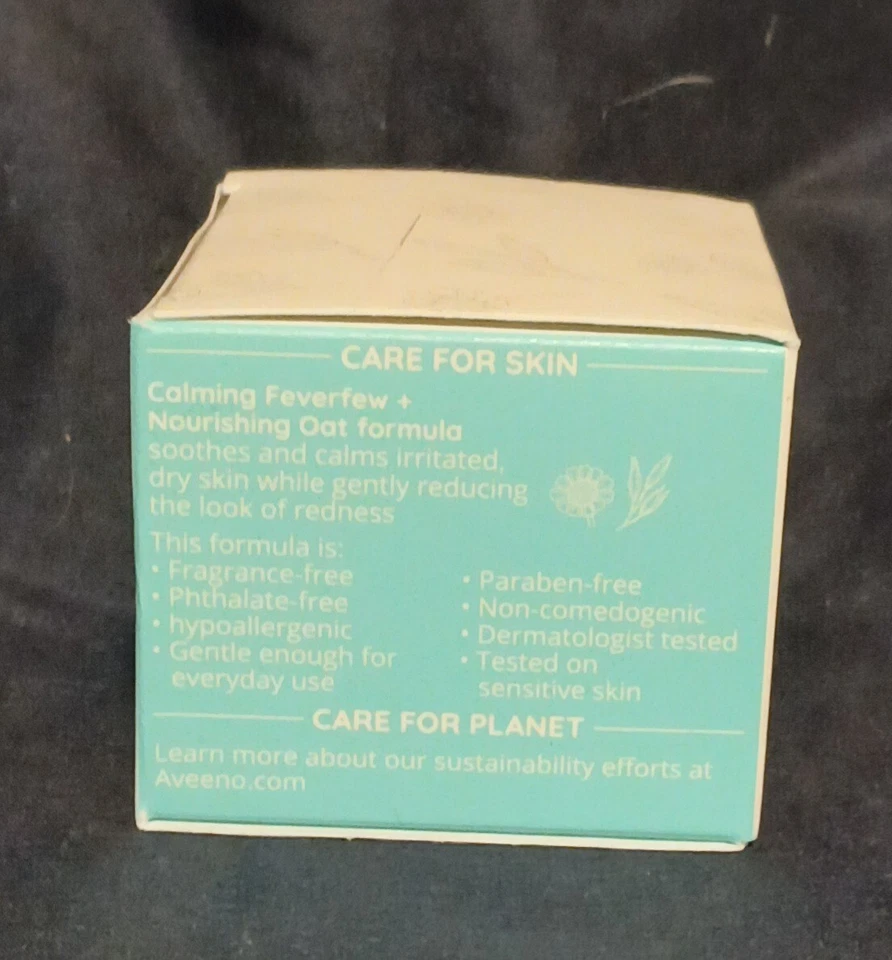 CARE FOR SKIN
Calming Feverfew +
Nourishing Oat formula
soothes and calms irritated,
dry skin while gently reducing
the look of redness
This formula is:
• Fragrance-free
• Phthalate-free
• hypoallergenic
• Gentle enough for
everyday use
• Paraben-free
• Non-comedogenic
• Dermatologist tested
• Tested on
sensitive skin
CARE FOR PLANET
Learn more about our sustainability efforts at
Aveeno.com